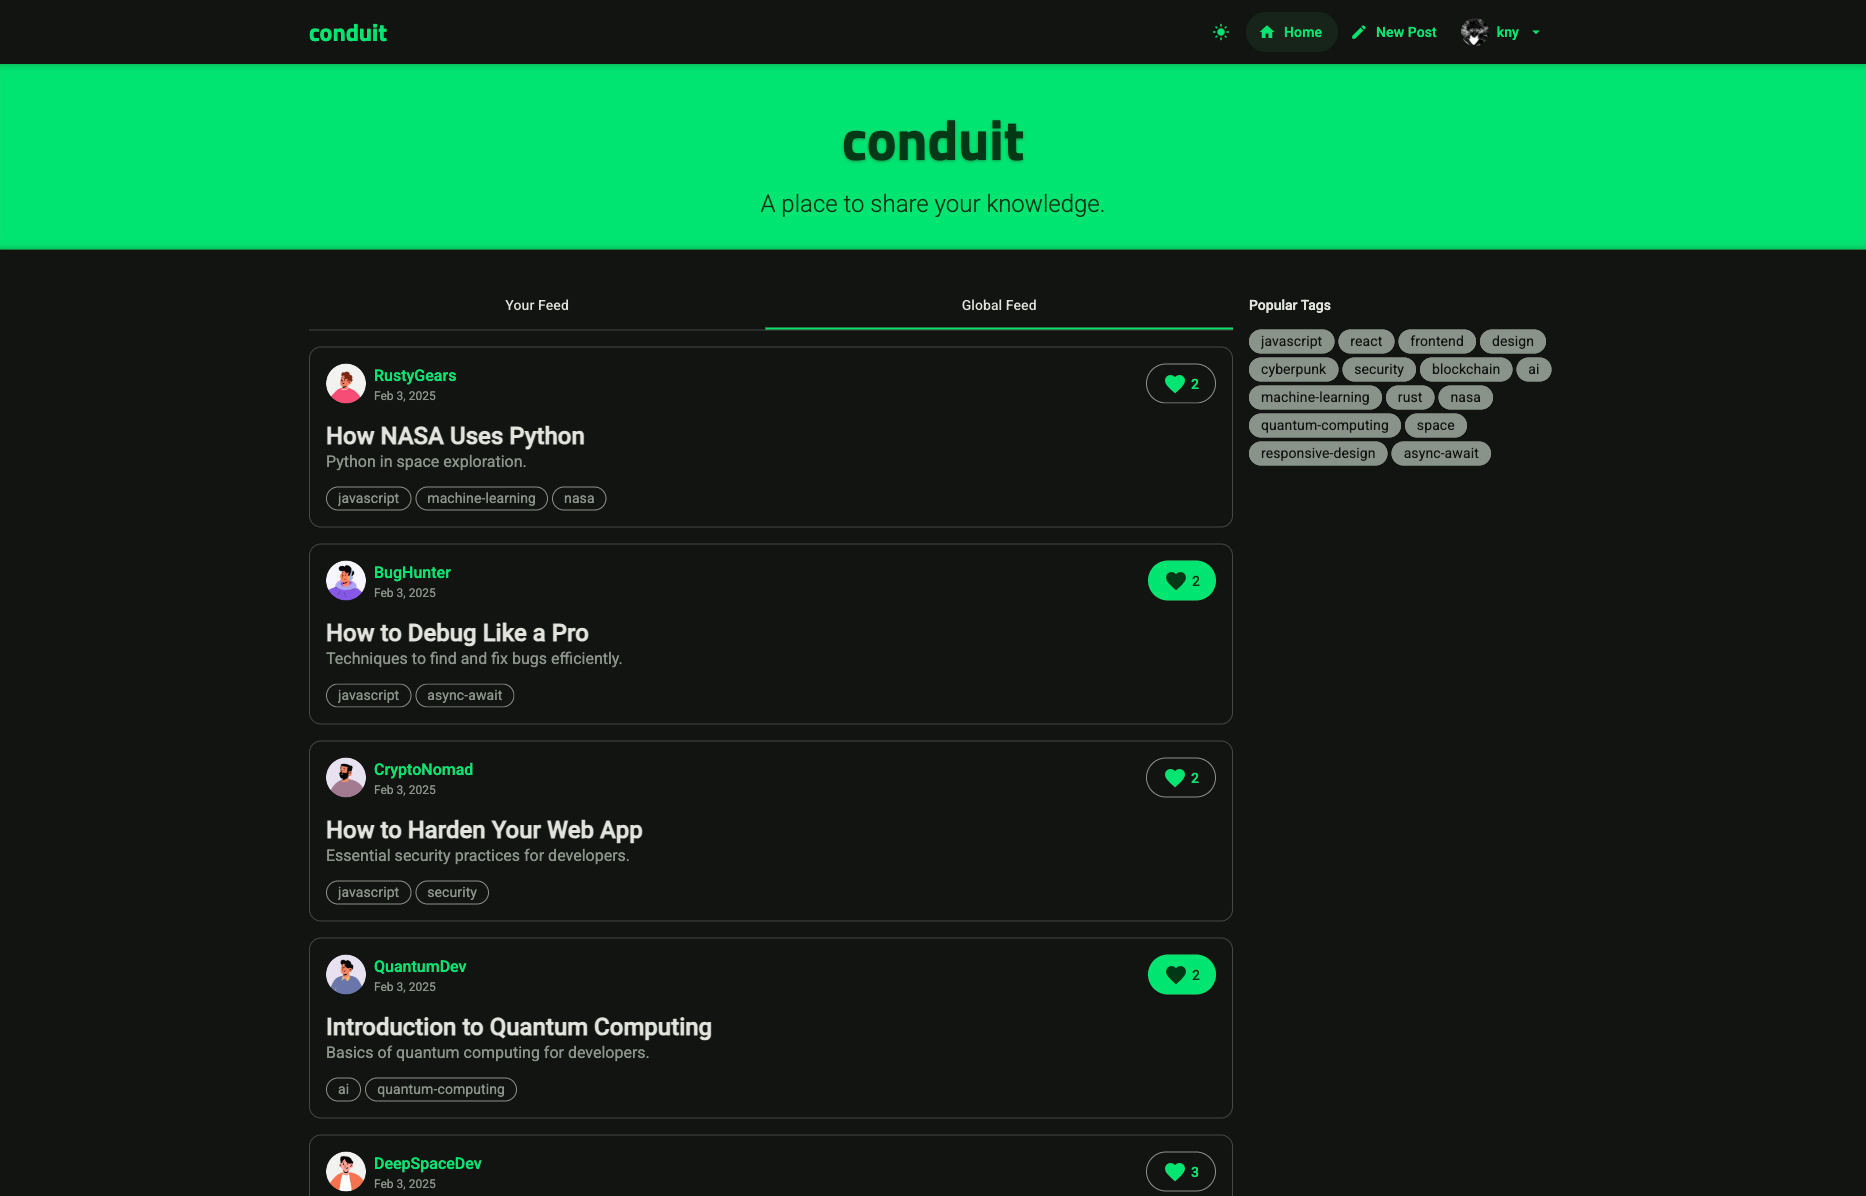 conduit
Home
New Post
kny
conduit
A place to share your knowledge.
Your Feed
Global Feed
RustyGears
Feb 3, 2025
2
How NASA Uses Python
Python in space exploration.
javascript machine-learning nasa
BugHunter
Feb 3, 2025
2
How to Debug Like a Pro
Techniques to find and fix bugs efficiently.
javascript async-await
CryptoNomad
Feb 3, 2025
2
How to Harden Your Web App
Essential security practices for developers.
javascript security
QuantumDev
Feb 3, 2025
2
Introduction to Quantum Computing
Basics of quantum computing for developers.
ai quantum-computing
DeepSpaceDev
Feb 3, 2025
3
Popular Tags
javascript react frontend design
cyberpunk security blockchain ai
machine-learning rust nasa
quantum-computing space
responsive-design async-await